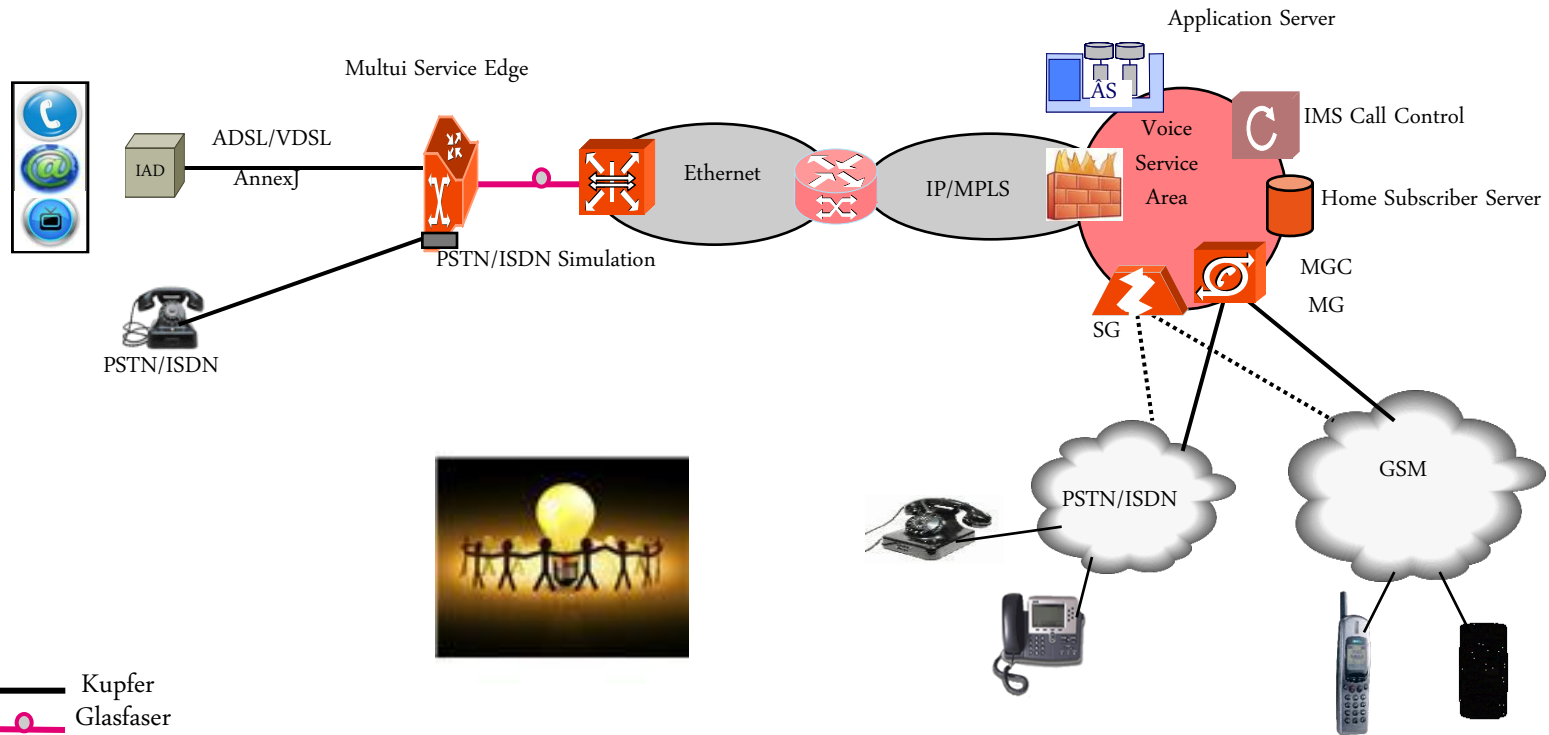 Application Server
Multui Service Edge
ÂS
IMS Call Control
Voice
Service
Area
ADSL/VDSL
IAD
AnnexJ
Ethernet
IP/MPLS
Home Subscriber Server
PSTN/ISDN Simulation
MGC
MG
SG
PSTN/ISDN
GSM
PSTN/ISDN
Kupfer
Glasfaser